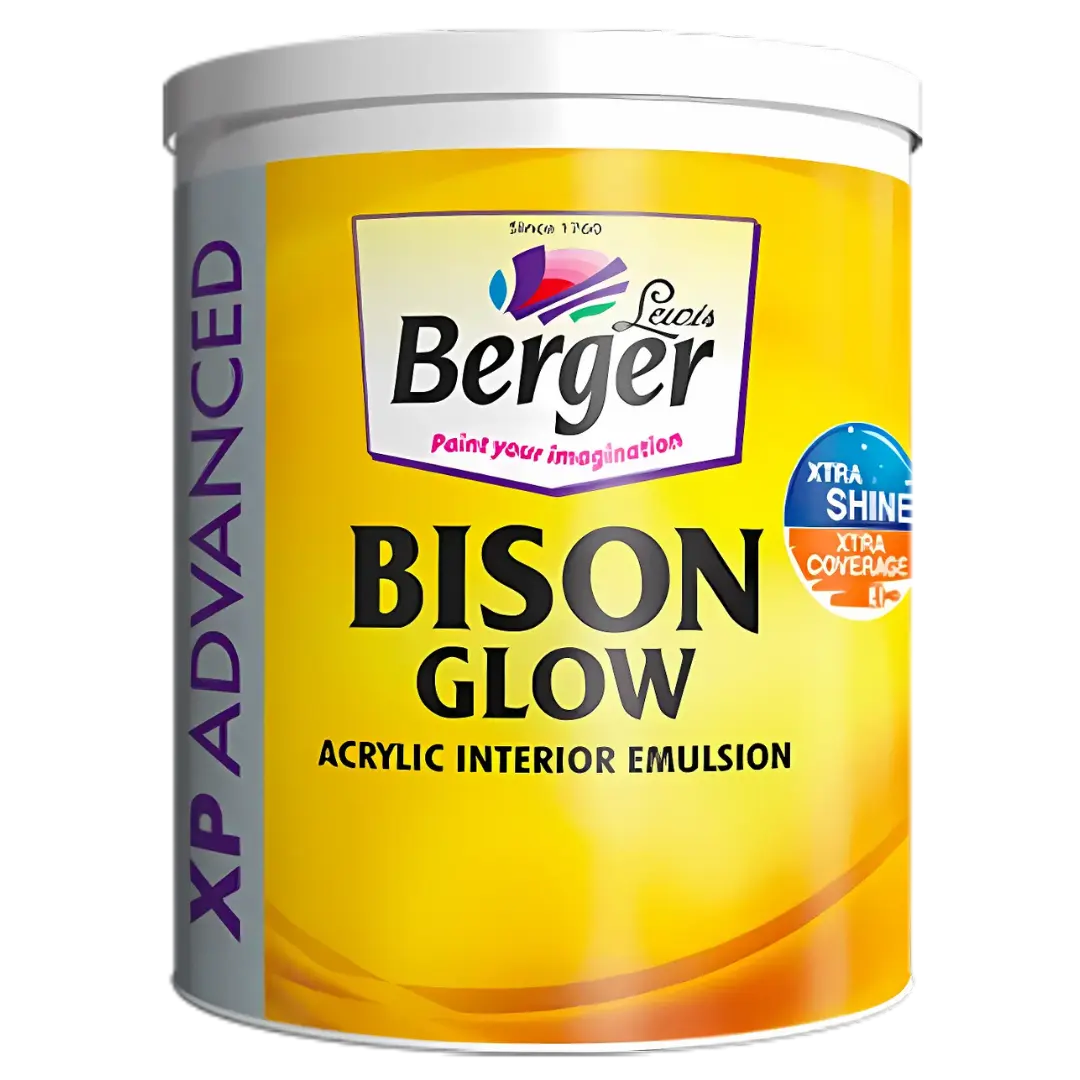 Since 1760
Lewis
Berger
Paint your imagination
BISON
GLOW
ACRYLIC INTERIOR EMULSION
XP ADVANCED
XTRA
SHINE
XTRA
COVERAGE